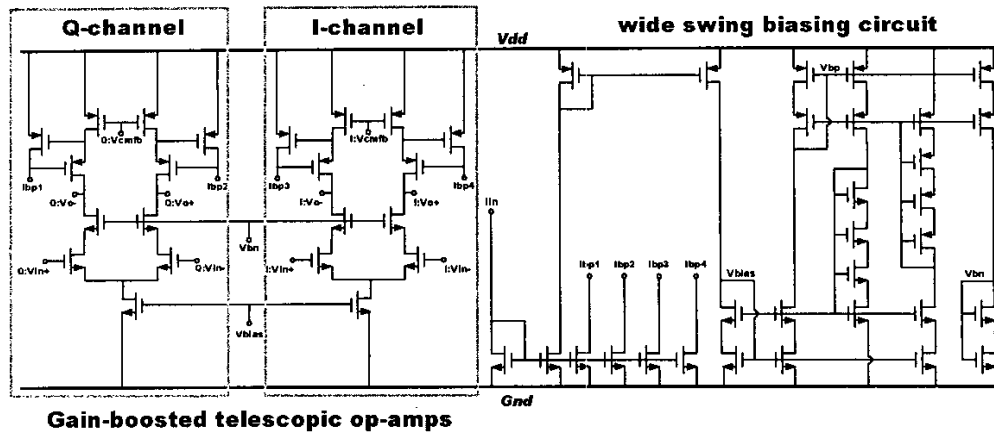 Q-channel
I-channel
wide swing biasing circuit
Vdd
Vbp
Q:Vcmfb
I:Vcmfb
Ibp1
Ibp2
Ibp3
Ibp4
Q:Vo-
Q:Vo+
I:Vo-
I:Vo+
Iin
Vbn
Q:Vin+
Q:Vin-
I:Vin+
I:Vin-
Ibp1
Ibp2
Ibp3
Ibp4
Vbias
Vbn
Vbias
Gnd
Gain-boosted telescopic op-amps